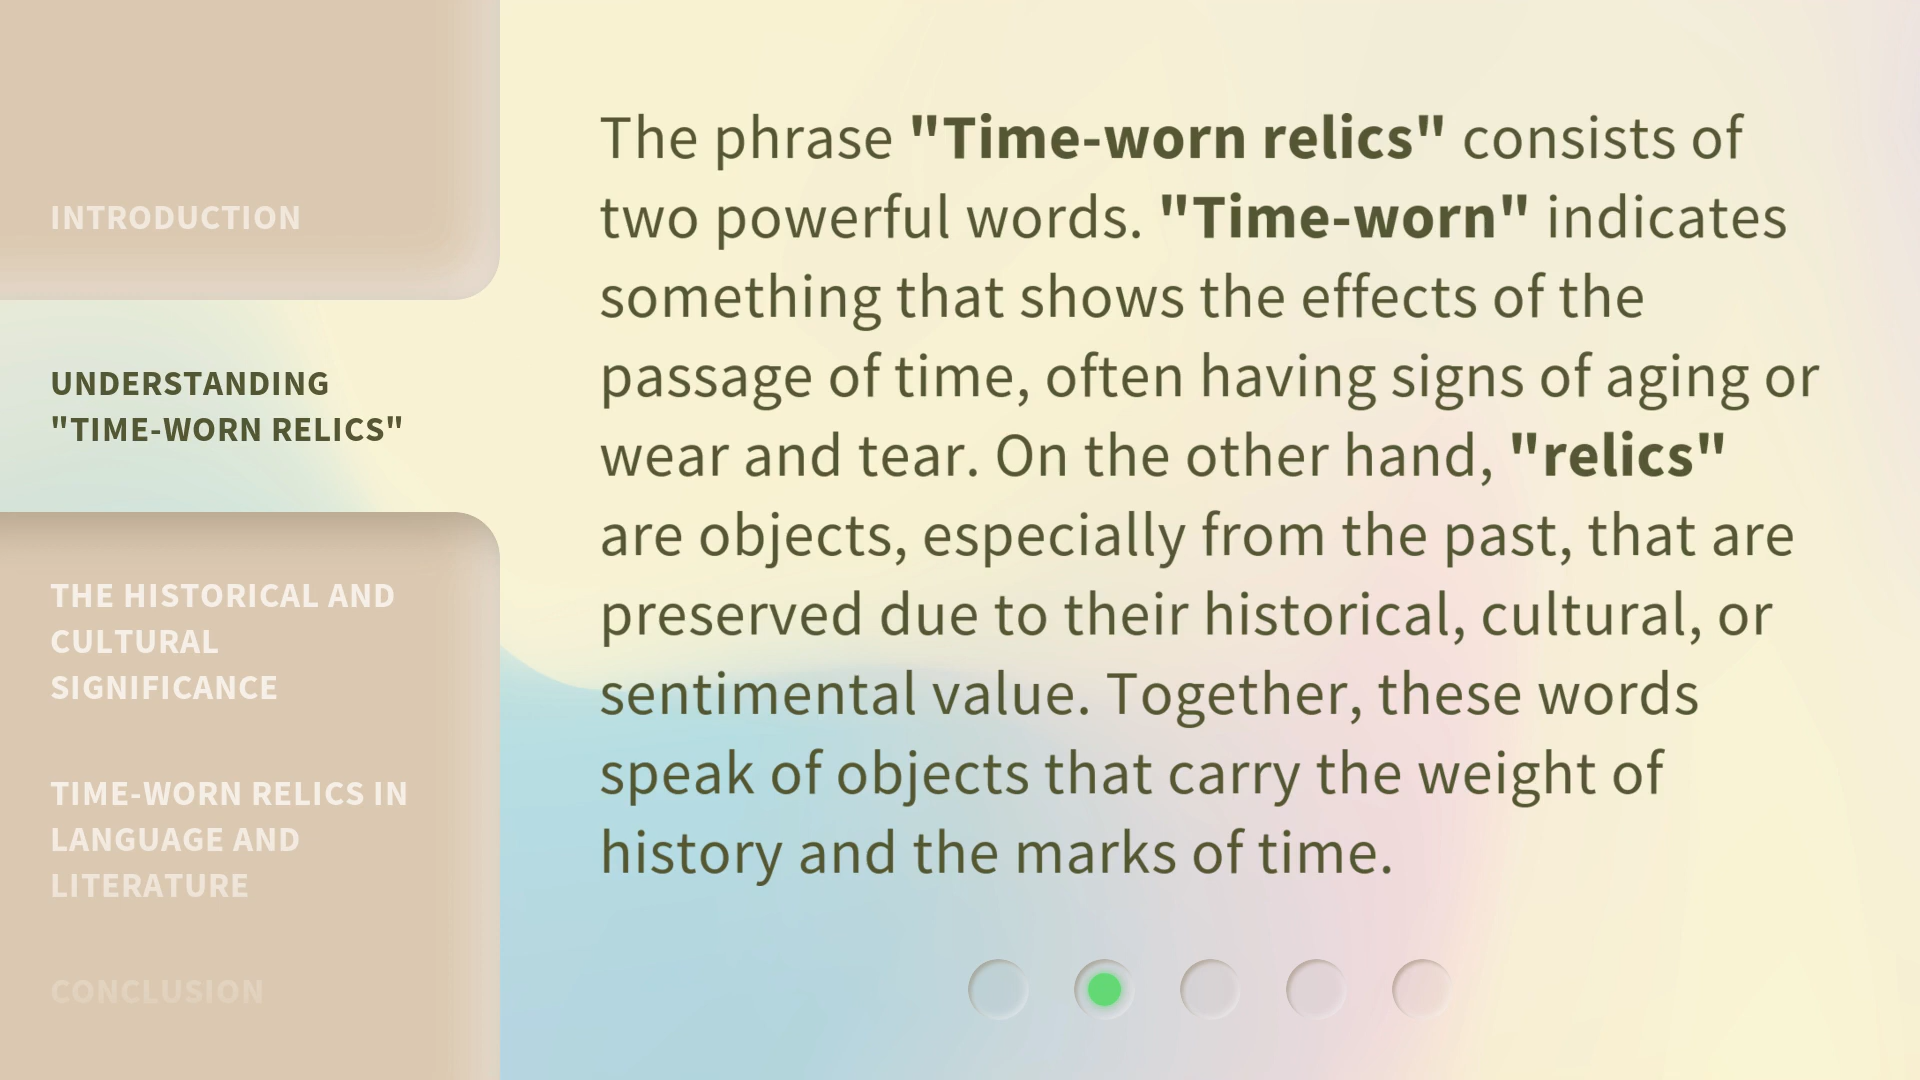 INTRODUCTION
UNDERSTANDING
"TIME-WORN RELICS"
THE HISTORICAL AND
CULTURAL
SIGNIFICANCE
TIME-WORN RELICS IN
LANGUAGE AND
LITERATURE
CONCLUSION
The phrase "Time-worn relics" consists of
two powerful words. "Time-worn" indicates
something that shows the effects of the
passage of time, often having signs of aging or
wear and tear. On the other hand, "relics"
are objects, especially from the past, that are
preserved due to their historical, cultural, or
sentimental value. Together, these words
speak of objects that carry the weight of
history and the marks of time.